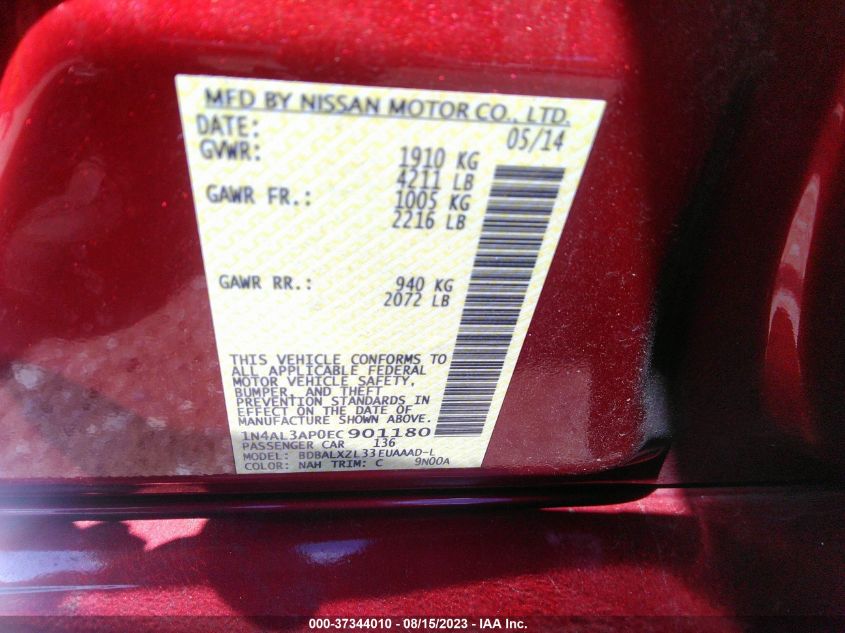 MFD BY NISSAN MOTOR CO., LTD.
DATE: 05/14
GVWR: 1910 KG
4211 LB
GAWR FR.: 1005 KG
2216 LB
GAWR RR.: 940 KG
2072 LB
THIS VEHICLE CONFORMS TO
ALL APPLICABLE FEDERAL
MOTOR VEHICLE SAFETY,
BUMPER, AND THEFT
PREVENTION STANDARDS IN
EFFECT ON THE DATE OF
MANUFACTURE SHOWN ABOVE.
1N4AL3AP0EC901180
PASSENGER CAR 136
MODEL: BDBALXZL33EUAAAD-L
COLOR: NAH TRIM: C 9N00A
000-37344010 - 08/15/2023 - IAA Inc.